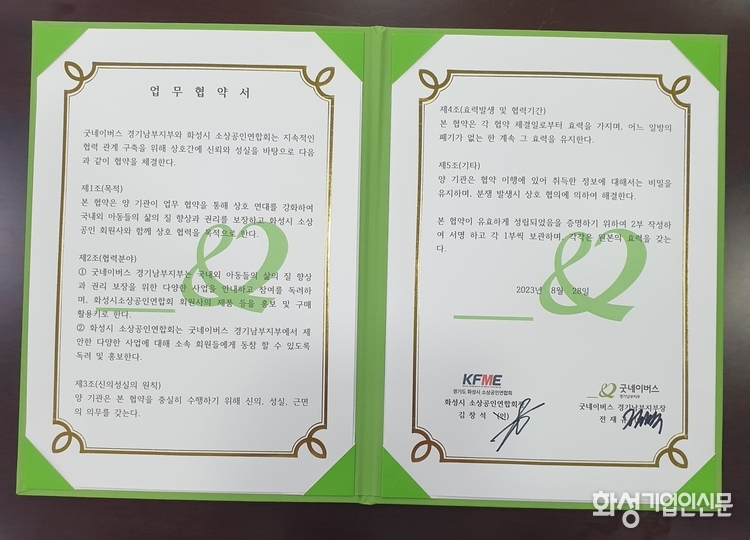 업 무 협 약 서
굿네이버스 경기남부지부와 화성시 소상공인연합회는 지속적인
협력 관계 구축을 위해 상호간에 신뢰와 성실을 바탕으로 다음
과 같이 협약을 체결한다.
제1조(목적)
본 협약은 양 기관이 업무 협약을 통해 상호 연대를 강화하며
국내외 아동들의 삶의 질 향상과 권리를 보장하고 화성시 소상
공인 회원사와 함께 상호 협력을 목적으로 한다.
제2조(협력분야)
① 굿네이버스 경기남부지부는 국내외 아동들의 삶의 질 향상
과 권리 보장을 위한 다양한 사업을 안내하고 참여를 독려하
며, 화성시소상공인연합회 회원사의 제품 등을 홍보 및 구매
활용키로 한다.
② 화성시 소상공인연합회는 굿네이버스 경기남부지부에서 제
안한 다양한 사업에 대해 소속 회원들에게 동참 할 수 있도록
독려 및 홍보한다.
제3조(신의성실의 원칙)
양 기관은 본 협약을 충실히 수행하기 위해 신의, 성실, 근면
의 의무를 갖는다.
제4조(효력발생 및 협력기간)
본 협약은 각 협약 체결일로부터 효력을 가지며, 어느 일방의
폐기가 없는 한 계속 그 효력을 유지한다.
제5조(기타)
양 기관은 협약 이행에 있어 취득한 정보에 대해서는 비밀을
유지하며, 분쟁 발생시 상호 협의에 의하여 해결한다.
본 협약이 유효하게 성립되었음을 증명하기 위하여 2부 작성하
여 서명 하고 각 1부씩 보관하며, 각각은 원본의 효력을 갖는
다.
2023년 8월 28일
KFME
경기도 화성시 소상공인연합회
화성시 소상공인연합회장
김 창 석 (인)
굿네이버스
경기남부지부
굿네이버스 경기남부지부장
전 재
화성기업인신문